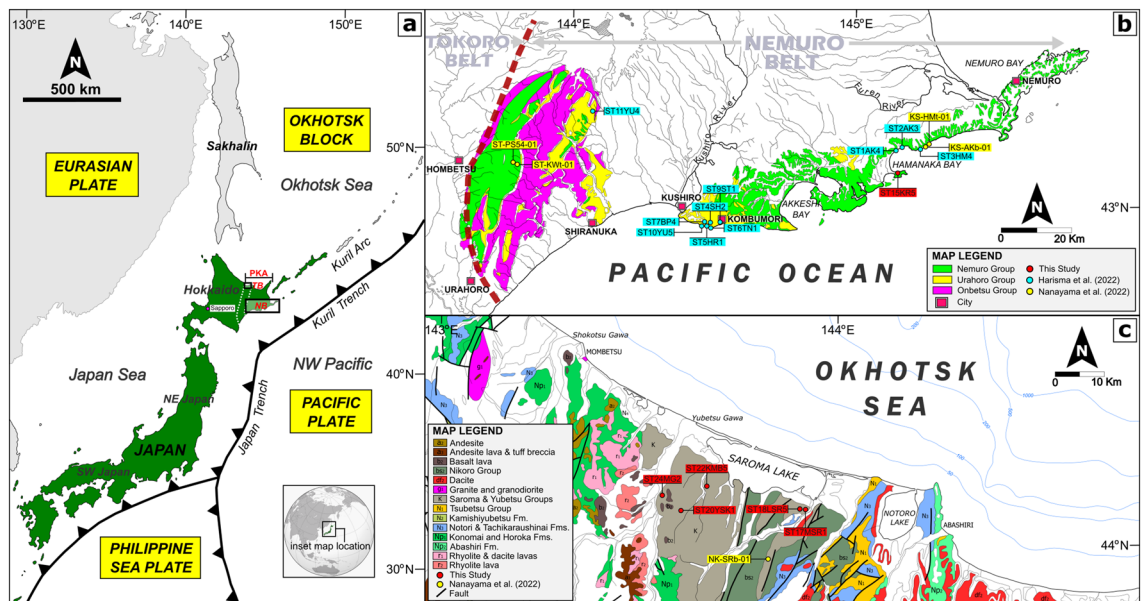 130°E
140°E
150°E
a
N
500 km
Sakhalin
OKHOTSK
BLOCK
EURASIAN
PLATE
Okhotsk Sea
50°N
Kuril Arc
PKA
TB
Hokkaido
NB
Sapporo
Kuril Trench
Japan Sea
NW Pacific
40°N
NE Japan
Japan Trench
PACIFIC
PLATE
JAPAN
SW Japan
PHILIPPINE
SEA PLATE
inset map location
30°N
144°E
145°E
b
TOKORO
BELT
NEMURO
BELT
NEMURO BAY
NEMURO
Furen
River
ST11YU4
KS-HMt-01
ST2AK3
ST-PS54-01
ST1AK4
KS-AKb-01
ST3HM4
ST-KWt-01
HAMANAKA BAY
HOMBETSU
Kushiro River
ST15KR5
ST9ST1
KUSHIRO
ST4SH2
AKKESHI
BAY
N
43°N
ST7BP4
KOMBUMORI
SHIRANUKA
ST10YU5
ST6TN1
ST5HR1
20 Km
PACIFIC OCEAN
URAHORO
MAP LEGEND
Nemuro Group
Urahoro Group
Onbetsu Group
This Study
Harisma et al. (2022)
Nanayama et al. (2022)
City
143°E
144°E
c
Shokotsu Gawa
MOMBETSU
N
10 Km
OKHOTSK
SEA
Yubetsu Gawa
SAROMA LAKE
ST22KMB5
ST24MG2
ST20YSK1
ST18LSR3
ST17MSR1
NK-SRb-01
NOTORO
LAKE
ABASHIRI
44°N
MAP LEGEND
Andesite
Andesite lava & tuff breccia
Basalt lava
Nikoro Group
Dacite
Granite and granodiorite
Saroma & Yubetsu Groups
Tsubetsu Group
Kamishiyubetsu Fm.
Notori & Tachikaraushinai Fms.
Konomai and Horoka Fms.
Abashiri Fm.
Rhyolite & dacite lavas
Rhyolite lava
This Study
Nanayama et al. (2022)
Fault